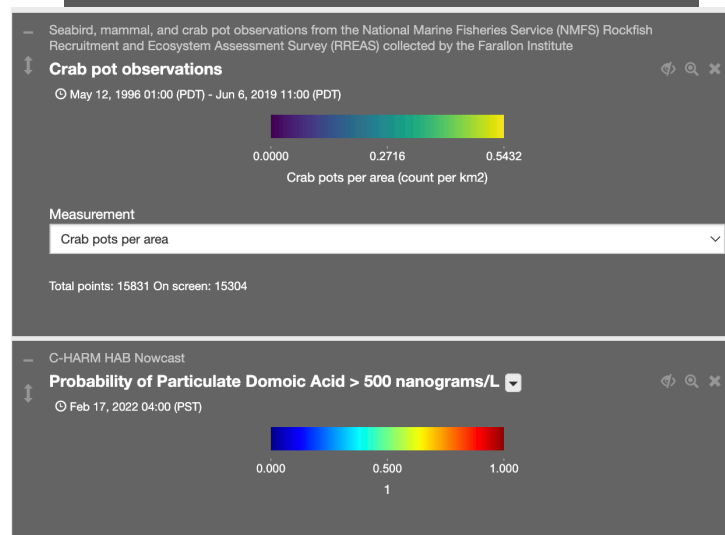 Seabird, mammal, and crab pot observations from the National Marine Fisheries Service (NMFS) Rockfish
Recruitment and Ecosystem Assessment Survey (RREAS) collected by the Farallon Institute
Crab pot observations
May 12, 1996 01:00 (PDT) - Jun 6, 2019 11:00 (PDT)
0.0000 0.2716 0.5432
Crab pots per area (count per km2)
Measurement
Crab pots per area
Total points: 15831 On screen: 15304
C-HARM HAB Nowcast
Probability of Particulate Domoic Acid > 500 nanograms/L
Feb 17, 2022 04:00 (PST)
0.000 0.500 1.000
1